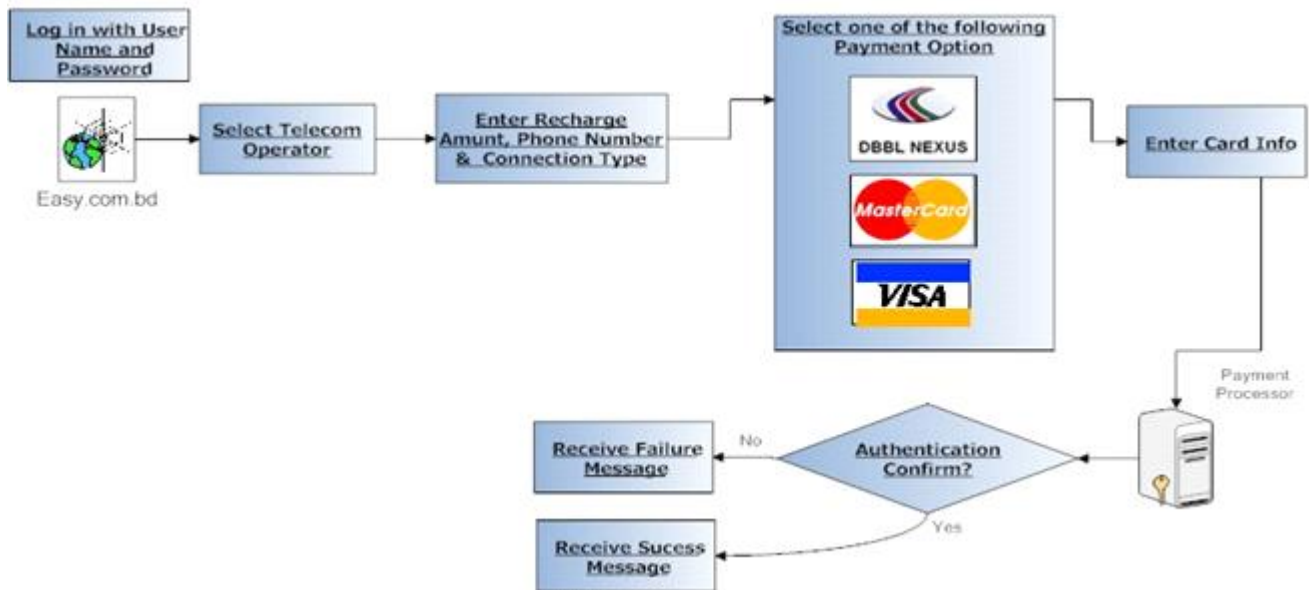 Log in with User
Name and
Password
Easy.com.bd
Select Telecom
Operator
Enter Recharge
Amunt, Phone Number
& Connection Type
Select one of the following
Payment Option
DBBL NEXUS
MasterCard
VISA
Enter Card Info
Payment
Processor
Authentication
Confirm?
No
Receive Failure
Message
Yes
Receive Sucess
Message